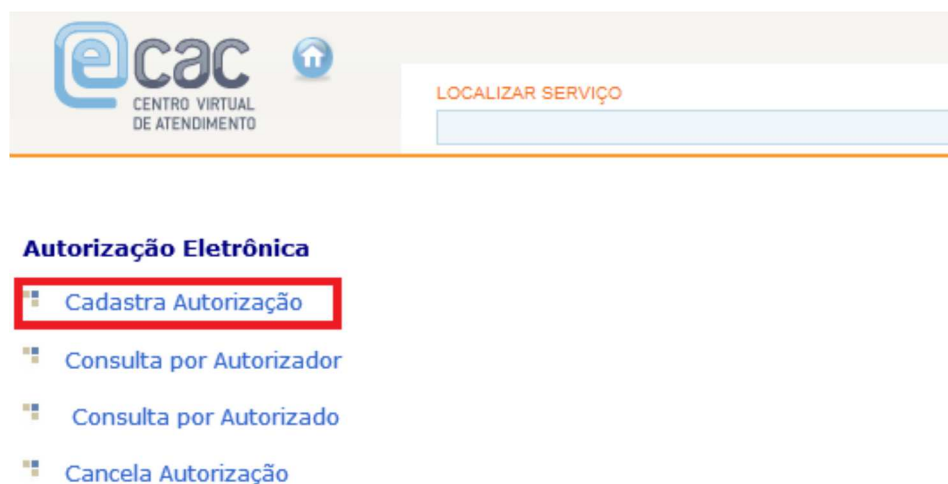 ecac
CENTRO VIRTUAL
DE ATENDIMENTO
LOCALIZAR SERVIÇO
Autorização Eletrônica
Cadastra Autorização
Consulta por Autorizador
Consulta por Autorizado
Cancela Autorização